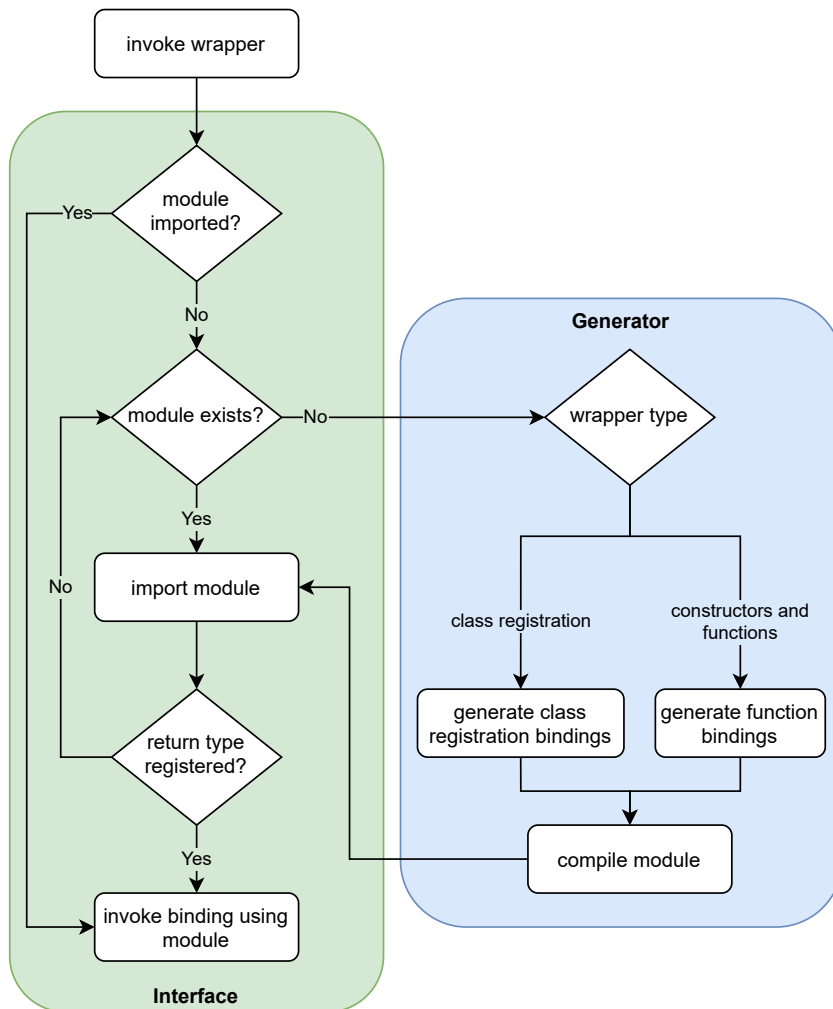 invoke wrapper
module
imported?
Yes
No
Generator
module exists?
No
wrapper type
Yes
No
import module
class registration
constructors and
functions
return type
registered?
generate class
registration bindings
generate function
bindings
Yes
compile module
invoke binding using
module
Interface